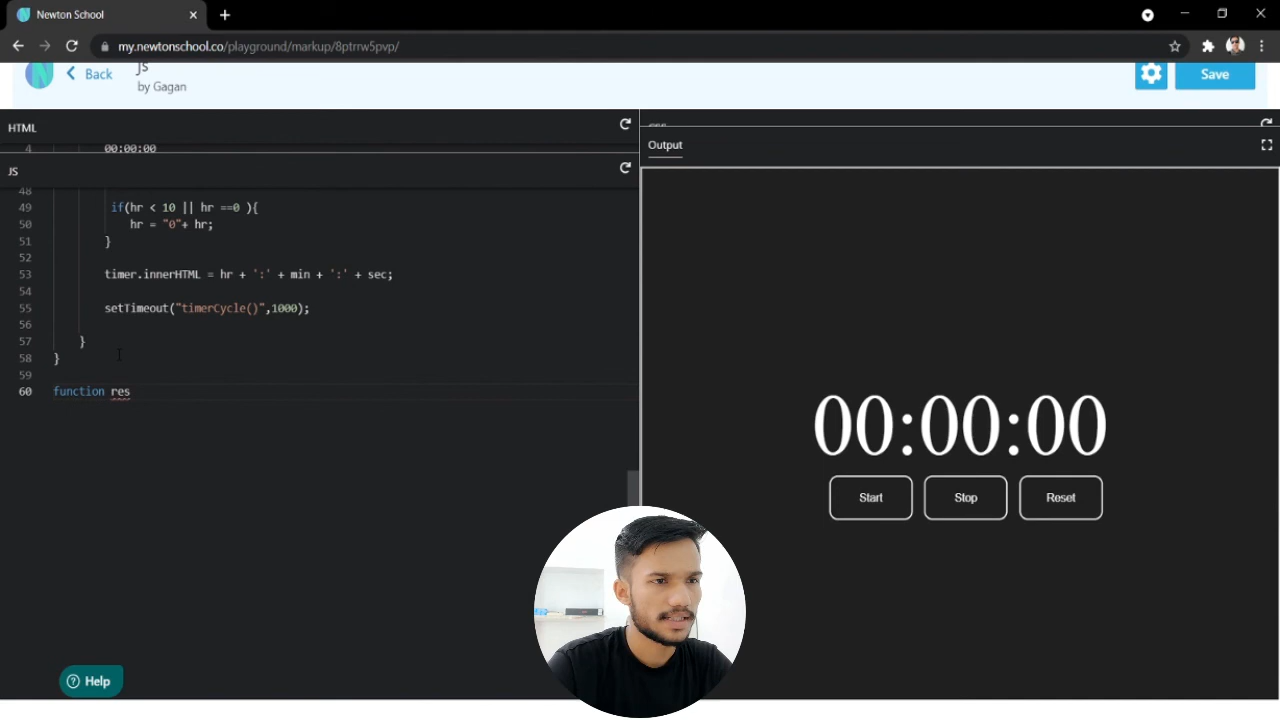 Newton School
my.newtonschool.co/playground/markup/8ptrrw5pvp/
Back
js
by Gagan
Save
HTML
4 00:00:00
JS
48
49 if(hr < 10 || hr ==0 ){
50 hr = "0"+ hr;
51 }
52
53 timer.innerHTML = hr + ':' + min + ':' + sec;
54
55 setTimeout("timerCycle()",1000);
56
57 }
58 }
59
60 function res
Help
CSS
Output
00:00:00
Start
Stop
Reset